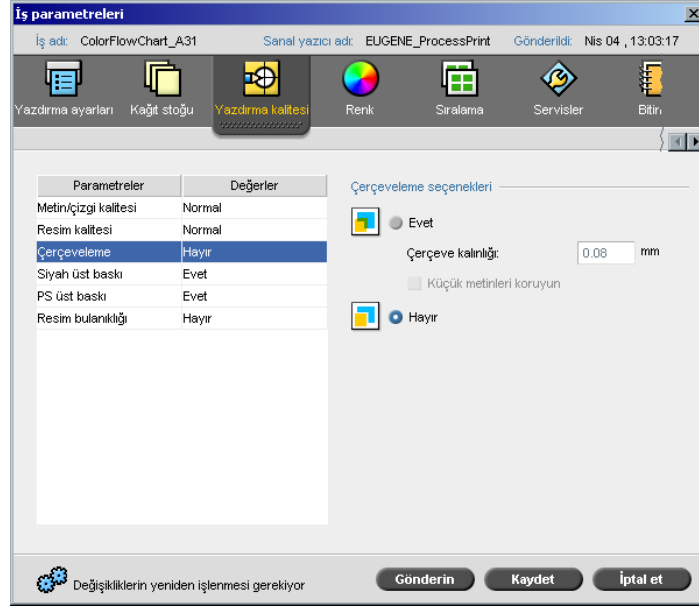 İş parametreleri
İş adı: ColorFlowChart_A31 Sanal yazıcı adı: EUGENE_ProcessPrint Gönderildi: Nis 04 , 13:03:17
Yazdırma ayarları Kağıt stoğu Yazdırma kalitesi Renk Sıralama Servisler
Parametreler Değerler
Çerçeveleme seçenekleri
Metin/çizgi kalitesi Normal
Resim kalitesi Normal
Evet
Çerçeveleme Hayır
Çerçeve kalınlığı: 0.08 mm
Siyah üst baskı Evet
Küçük metinleri koruyun
PS üst baskı Evet
Resim bulanıklığı Hayır
Hayır
Değişikliklerin yeniden işlenmesi gerekiyor
Gönderin Kaydet İptal et